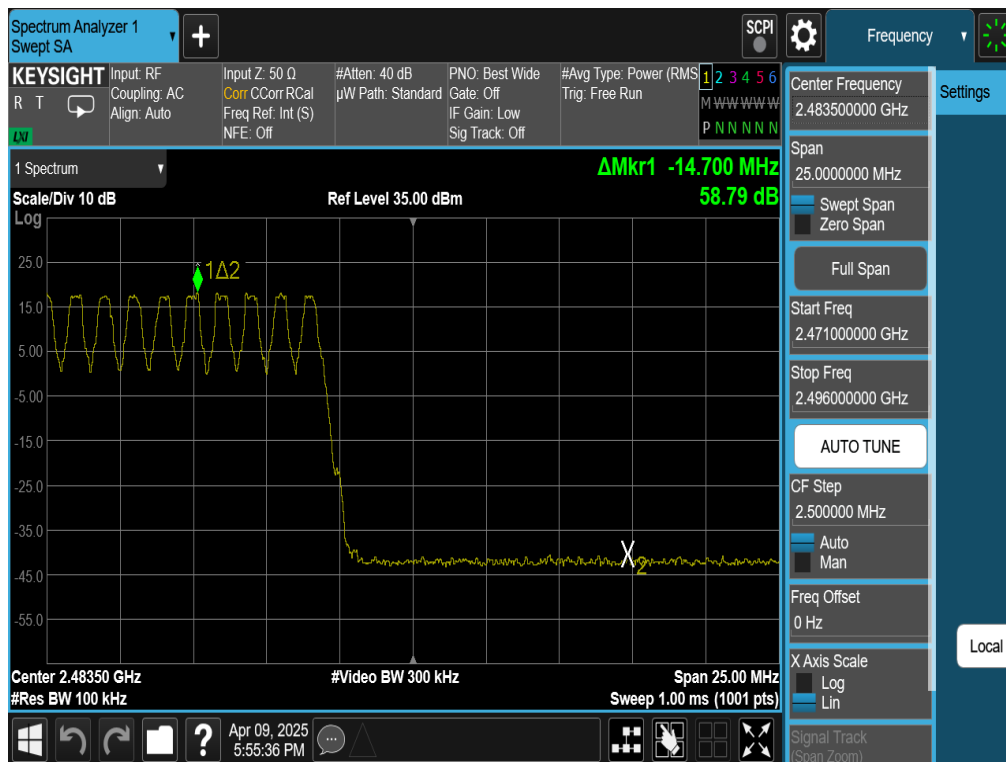 Spectrum Analyzer 1
Swept SA
+
SCPI
Frequency
KEYSIGHT
R T
LXI
Input: RF
Coupling: AC
Align: Auto
Input Z: 50 Ω
Corr CCorr RCal
Freq Ref: Int (S)
NFE: Off
#Atten: 40 dB
µW Path: Standard
PNO: Best Wide
Gate: Off
IF Gain: Low
Sig Track: Off
#Avg Type: Power (RMS
Trig: Free Run
1 2 3 4 5 6
M W W W W W
P N N N N N
1 Spectrum
Scale/Div 10 dB
Log
Ref Level 35.00 dBm
ΔMkr1 -14.700 MHz
58.79 dB
25.0
15.0
5.00
-5.00
-15.0
-25.0
-35.0
-45.0
-55.0
1Δ2
X2
Center 2.48350 GHz
#Res BW 100 kHz
#Video BW 300 kHz
Span 25.00 MHz
Sweep 1.00 ms (1001 pts)
?
Apr 09, 2025
5:55:36 PM
Center Frequency
2.483500000 GHz
Span
25.0000000 MHz
Swept Span
Zero Span
Full Span
Start Freq
2.471000000 GHz
Stop Freq
2.496000000 GHz
AUTO TUNE
CF Step
2.500000 MHz
Auto
Man
Freq Offset
0 Hz
X Axis Scale
Log
Lin
Signal Track
(Span Zoom)
Settings
Local